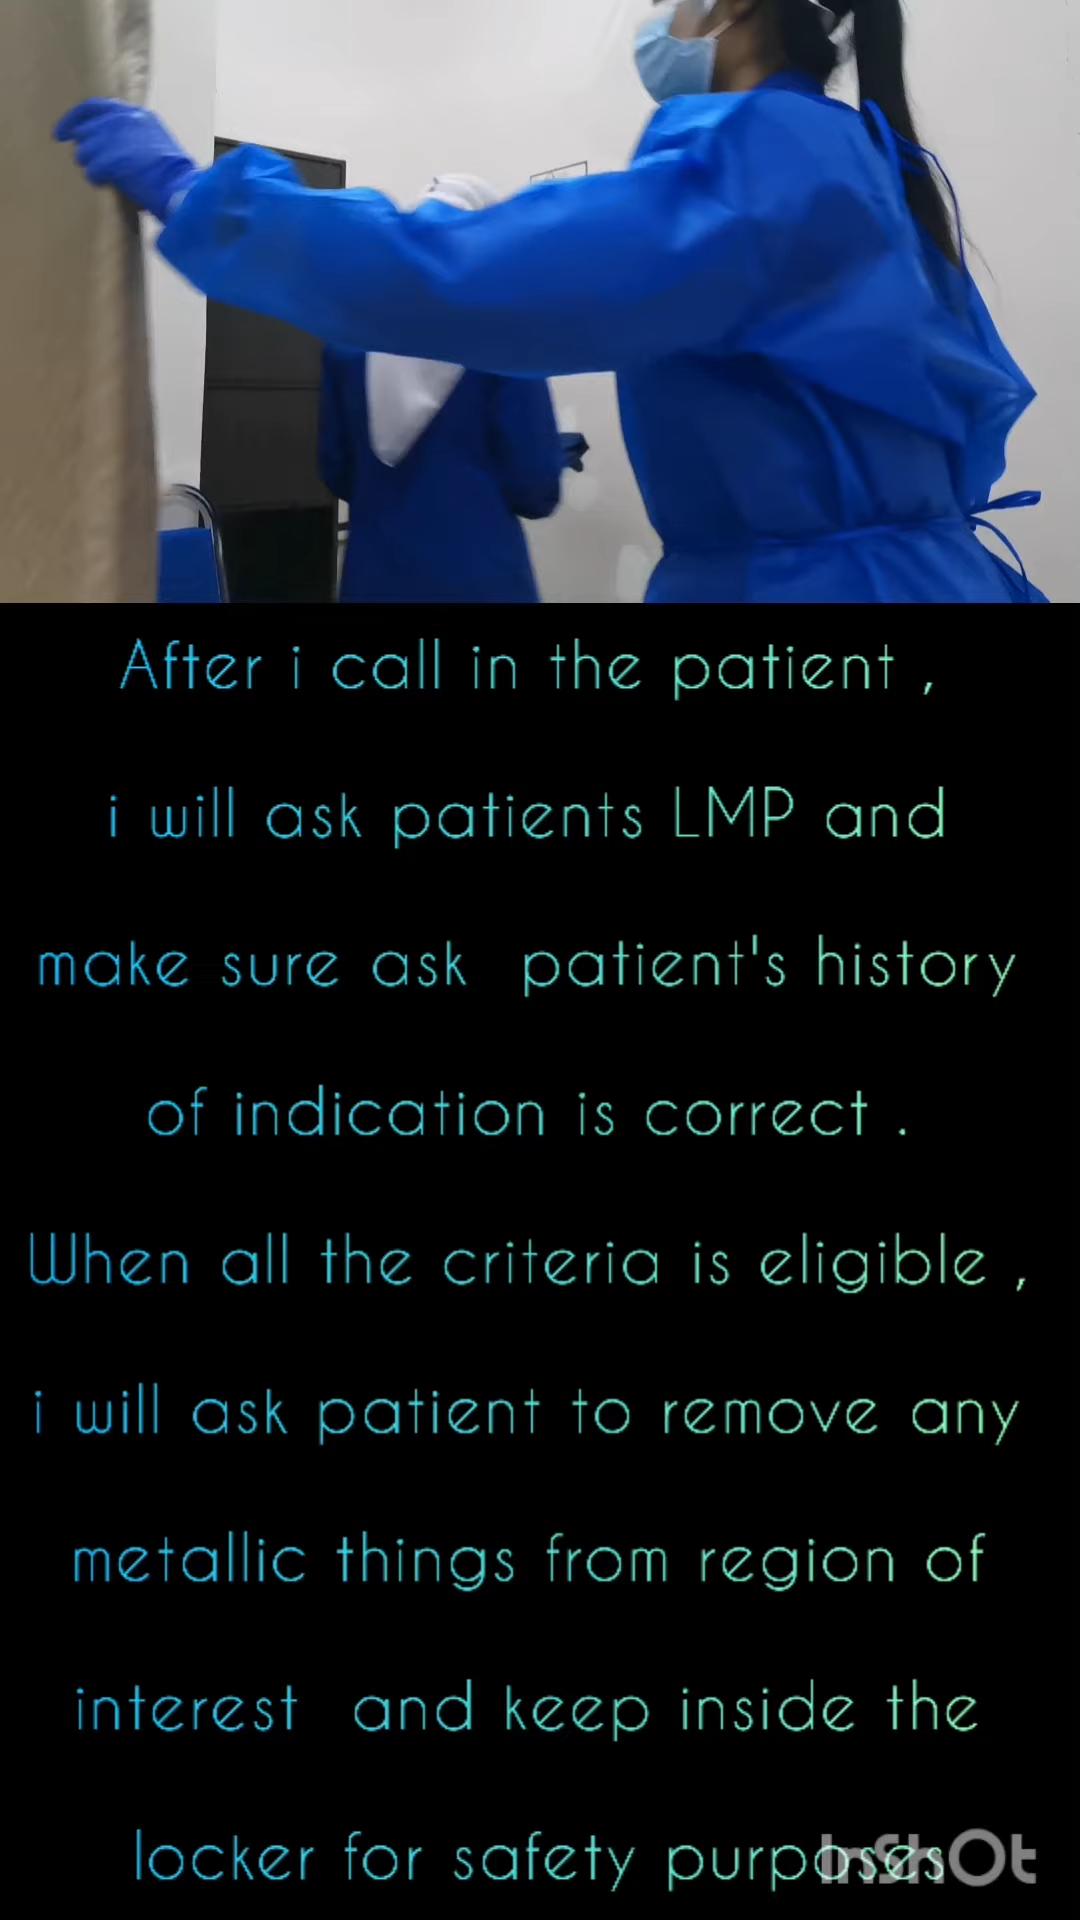 After i call in the patient ,
i will ask patients LMP and
make sure ask  patient's history
of indication is correct .
When all the criteria is eligible ,
i will ask patient to remove any
metallic things from region of
interest  and keep inside the
locker for safety purposes
InShOt